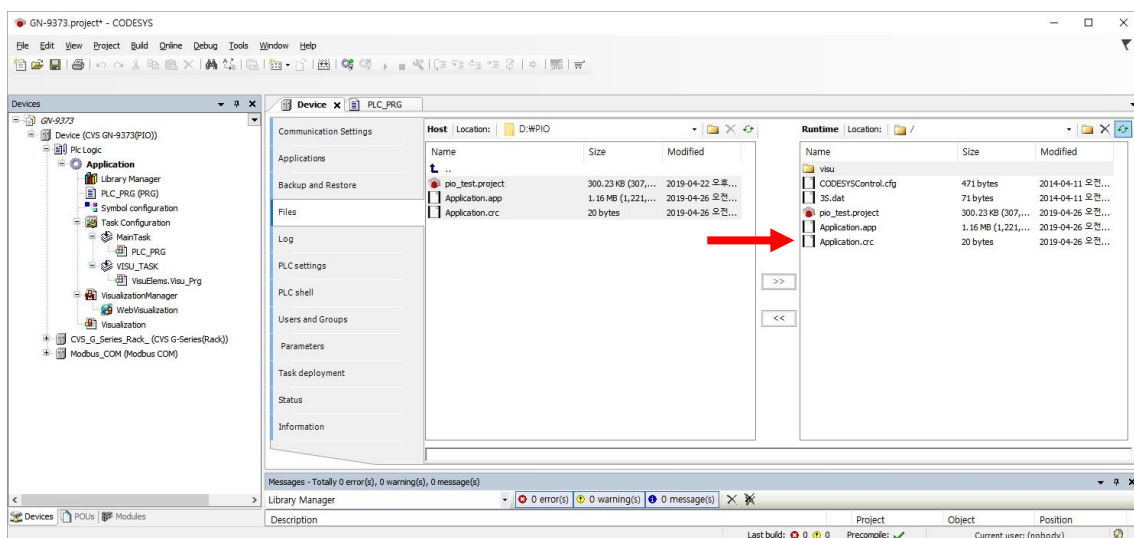 GN-9373.project* - CODESYS
File Edit View Project Build Online Debug Tools Window Help
Devices
GN-9373
Device (CVS GN-9373(PIO))
Plc Logic
Application
Library Manager
PLC_PRG (PRG)
Symbol configuration
Task Configuration
MainTask
PLC_PRG
VISU_TASK
VisuElems.Visu_Prg
VisualizationManager
WebVisualization
Visualization
CVS_G_Series_Rack_ (CVS G-Series(Rack))
Modbus_COM (Modbus COM)
Devices POUs Modules
Device PLC_PRG
Communication Settings
Applications
Backup and Restore
Files
Log
PLC settings
PLC shell
Users and Groups
Parameters
Task deployment
Status
Information
Host Location: D:₩PIO
Name Size Modified
..
pio_test.project 300.23 KB (307,... 2019-04-22 오후...
Application.app 1.16 MB (1,221,... 2019-04-26 오전...
Application.crc 20 bytes 2019-04-26 오전...
>>
<<
Runtime Location: /
Name Size Modified
visu
CODESYSControl.cfg 471 bytes 2014-04-11 오전...
3S.dat 71 bytes 2014-04-11 오전...
pio_test.project 300.23 KB (307,... 2019-04-26 오전...
Application.app 1.16 MB (1,221,... 2019-04-26 오전...
Application.crc 20 bytes 2019-04-26 오전...
Messages - Totally 0 error(s), 0 warning(s), 0 message(s)
Library Manager 0 error(s) 0 warning(s) 0 message(s)
Description Project Object Position
Last build: 0 0 Precompile: Current user: (nobody)